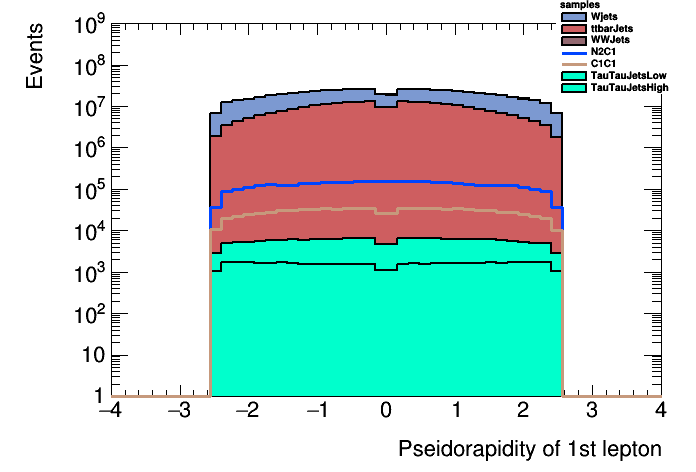 samples
Wjets
ttbarJets
WWJets
N2C1
C1C1
TauTauJetsLow
TauTauJetsHigh
Events
10⁹
10⁸
10⁷
10⁶
10⁵
10⁴
10³
10²
10
1
−4 −3 −2 −1 0 1 2 3 4
Pseidorapidity of 1st lepton